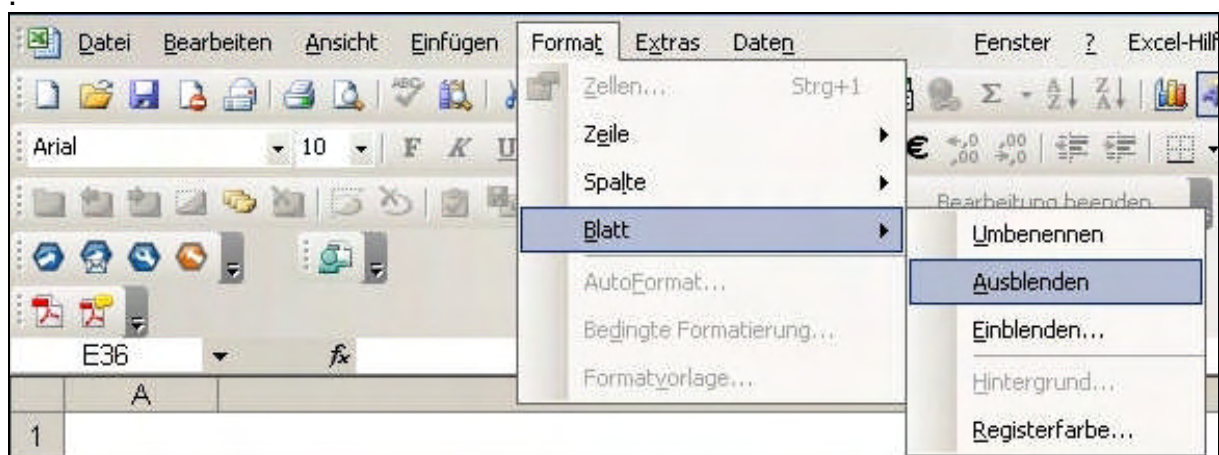 Datei Bearbeiten Ansicht Einfügen Format Extras Daten Fenster ? Excel-Hilf
Zellen... Strg+1
Arial 10 F K U
Zeile
Spalte
Bearbeitung beenden
Blatt
Umbenennen
Ausblenden
AutoFormat...
Bedingte Formatierung...
Einblenden...
E36 fx
Formatvorlage...
Hintergrund...
A
1
Registerfarbe...